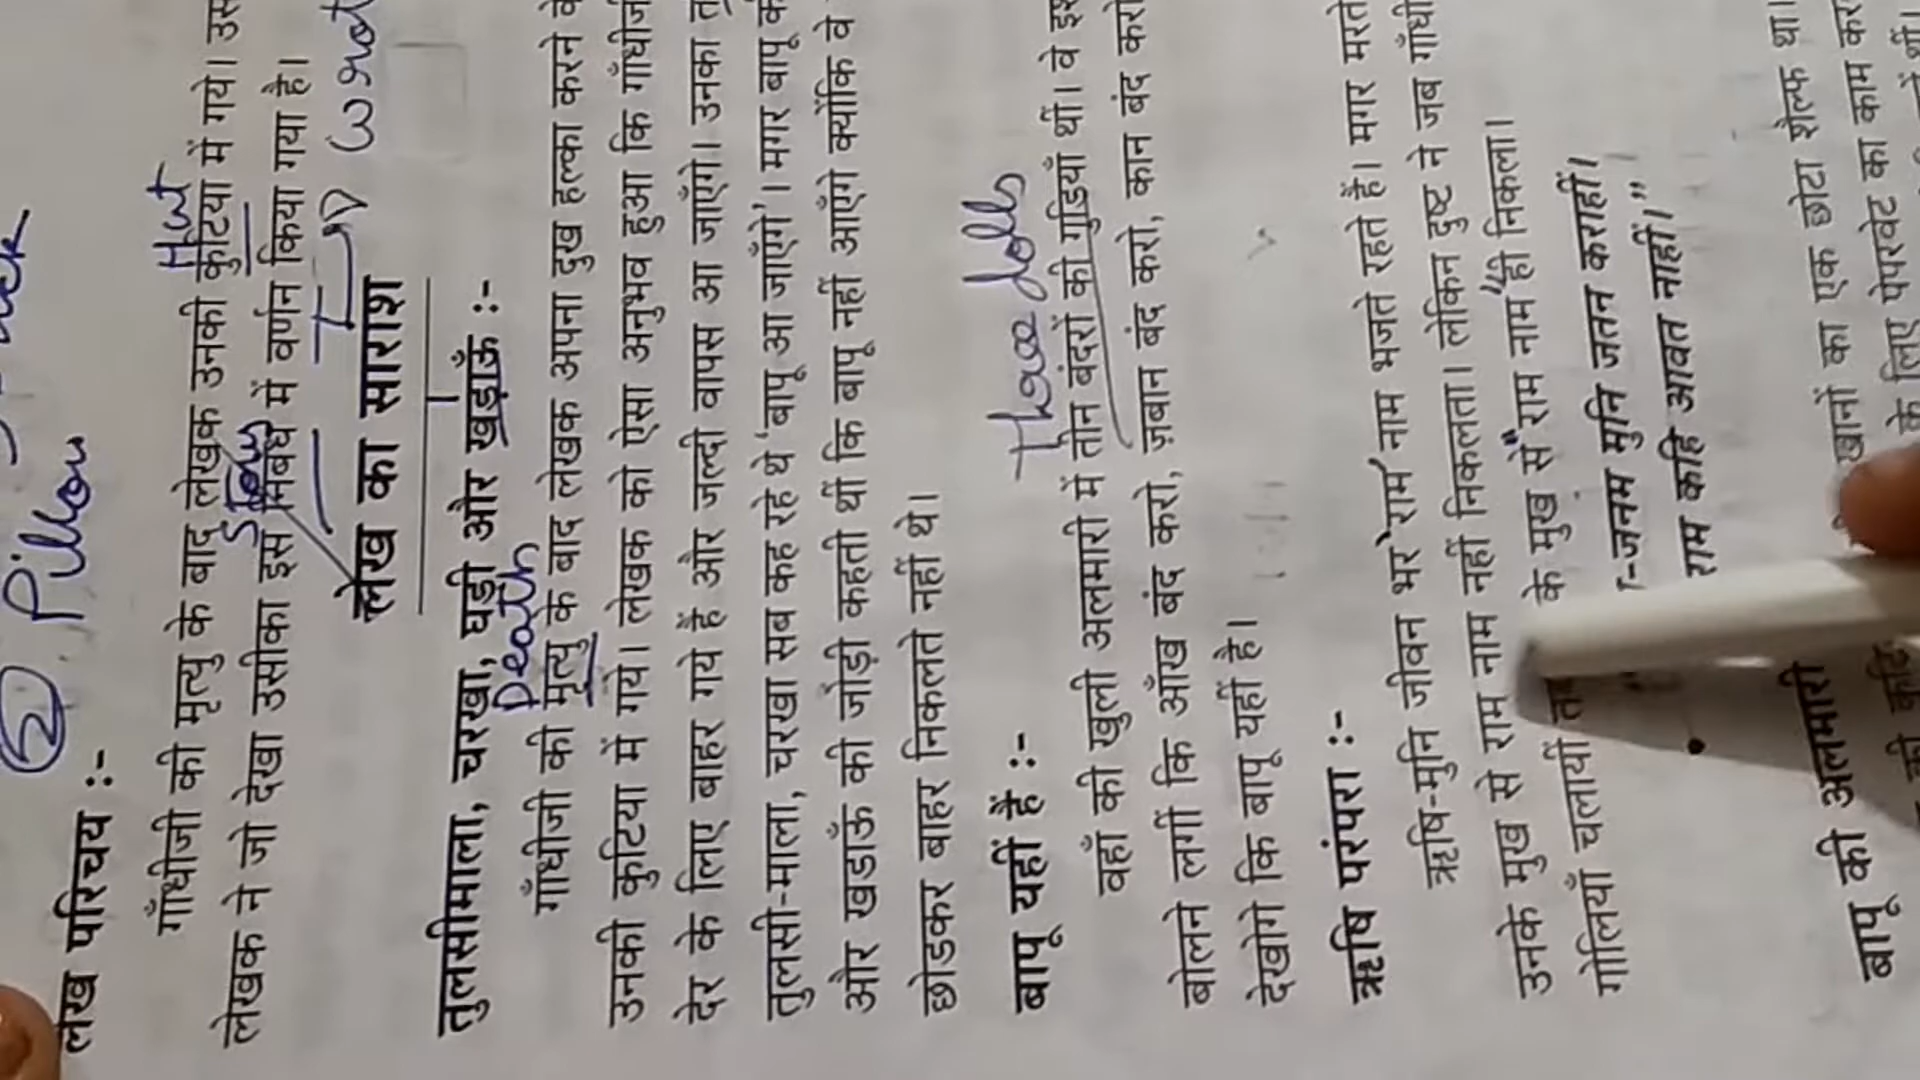 ② Pillow
लेख परिचय :-
Hut
गाँधीजी की मृत्यु के बाद लेखक उनकी कुटिया में गये। उस
Stay
लेखक ने जो देखा उसीका इस निबंध में वर्णन किया गया है।
लेख का सारांश
तुलसीमाला, चरखा, घड़ी और खड़ाऊँ :-
Death
गाँधीजी की मृत्यु के बाद लेखक अपना दुख हल्का करने के
उनकी कुटिया में गये। लेखक को ऐसा अनुभव हुआ कि गाँधीजी
देर के लिए बाहर गये हैं और जल्दी वापस आ जाएँगे। उनका
तुलसी-माला, चरखा सब कह रहे थे 'बापू आ जाएँगे'। मगर बापू
और खडाऊँ की जोड़ी कहती थीं कि बापू नहीं आएँगे क्योंकि वे
छोडकर बाहर निकलते नहीं थे।
बापू यहीं हैं :-
Three dolls
वहाँ की खुली अलमारी में तीन बंदरों की गुडियाँ थीं। वे
बोलने लगीं कि आँख बंद करो, ज़बान बंद करो, कान बंद करो
देखोगे कि बापू यहीं है।
ऋषि परंपरा :-
ऋषि-मुनि जीवन भर राम नाम भजते रहते हैं। मगर मरते
उनके मुख से राम नाम नहीं निकलता। लेकिन दुष्ट ने जब गाँधी
गोलियाँ चलायीं के मुख से "राम नाम" ही निकला।
-जनम मुनि जतन कराहीं।
राम कहि आवत नाहीं।"
बापू की अलमारी
का एक छोटा शेल्फ था।
के लिए पेपरवेट का काम कर